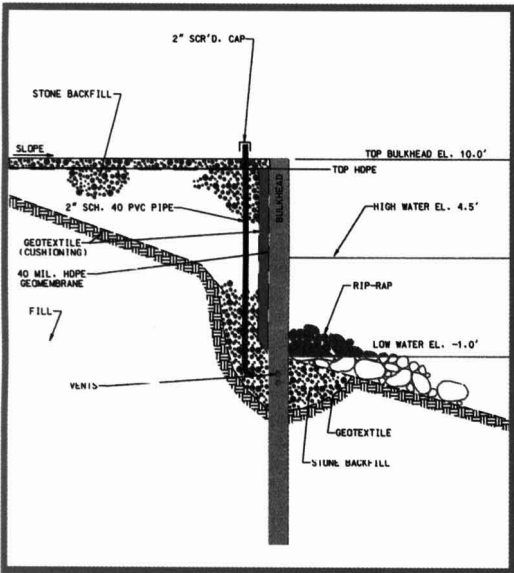 2" SCR'D. CAP
STONE BACKFILL
SLOPE
TOP BULKHEAD EL. 10.0'
TOP HDPE
BULKHEAD
2" SCH. 40 PVC PIPE
HIGH WATER EL. 4.5'
GEOTEXTILE
(CUSHIONING)
40 MIL. HDPE
GEOMEMBRANE
RIP-RAP
FILL
LOW WATER EL. -1.0'
VENTS
GEOTEXTILE
STONE BACKFILL